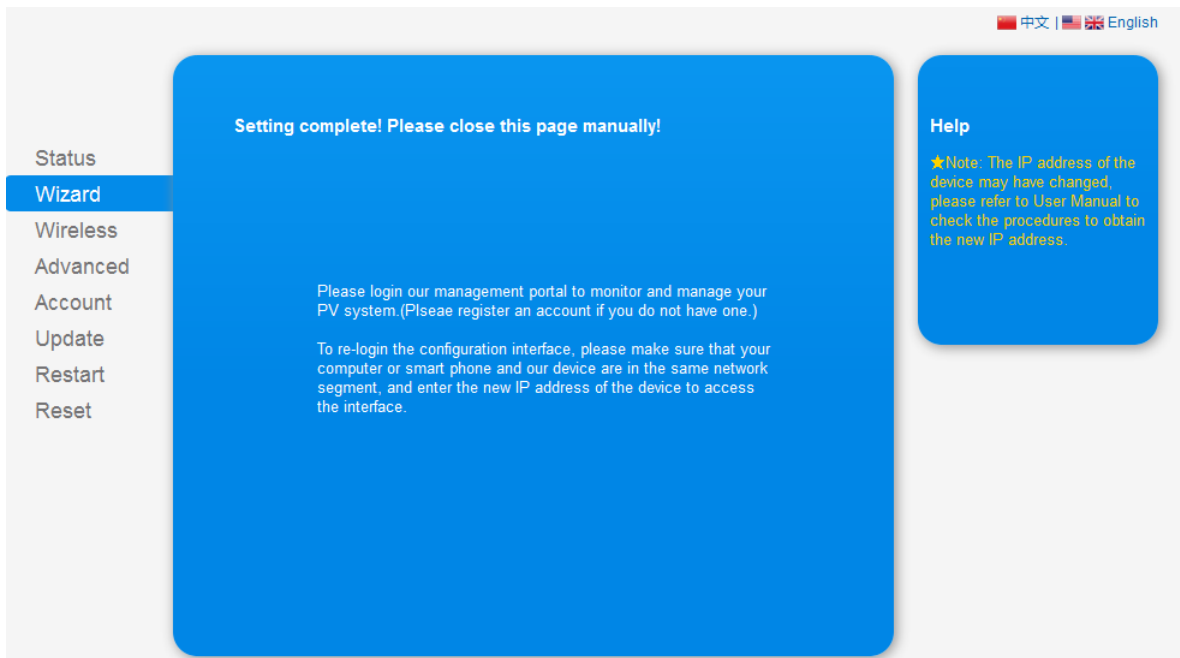 中文 | English
Setting complete! Please close this page manually!
Help
★Note: The IP address of the
device may have changed,
please refer to User Manual to
check the procedures to obtain
the new IP address.
Status
Wizard
Wireless
Advanced
Account
Update
Restart
Reset
Please login our management portal to monitor and manage your
PV system.(Plseae register an account if you do not have one.)
To re-login the configuration interface, please make sure that your
computer or smart phone and our device are in the same network
segment, and enter the new IP address of the device to access
the interface.